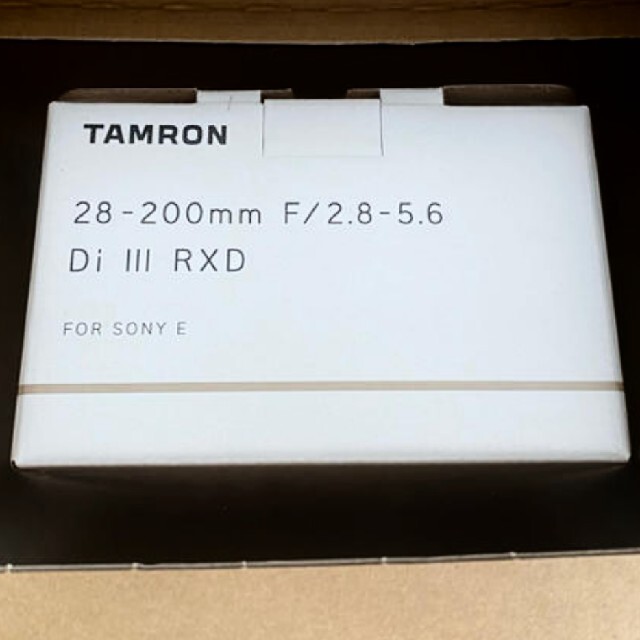 TAMRON
28-200mm F/2.8-5.6
Di III RXD
FOR SONY E